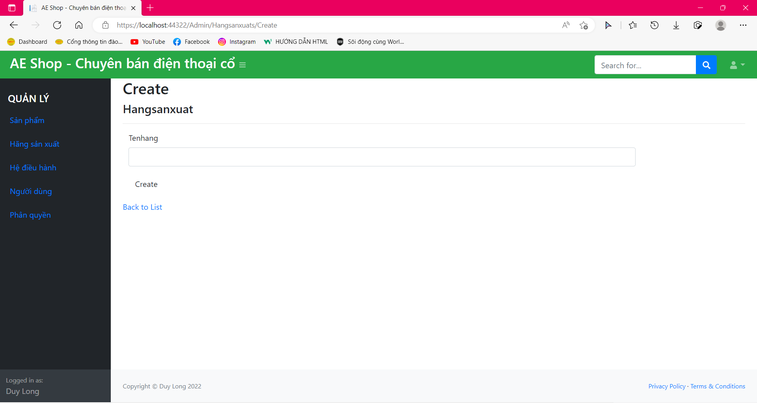 AE Shop - Chuyên bán điện thoại
https://localhost:44322/Admin/Hangsanxuats/Create
Dashboard
Cổng thông tin đào...
YouTube
Facebook
Instagram
HƯỚNG DẪN HTML
Sôi động cùng Worl...
AE Shop - Chuyên bán điện thoại cổ
Search for...
QUẢN LÝ
Sản phẩm
Hãng sản xuất
Hệ điều hành
Người dùng
Phân quyền
Create
Hangsanxuat
Tenhang
Create
Back to List
Logged in as:
Duy Long
Copyright © Duy Long 2022
Privacy Policy · Terms & Conditions